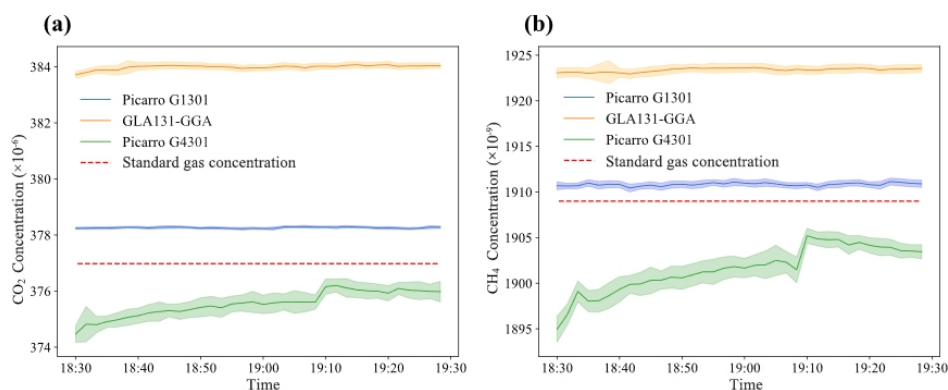 (a)
CO₂ Concentration (×10⁻⁶)
384
382
380
378
376
374
Picarro G1301
GLA131-GGA
Picarro G4301
Standard gas concentration
18:30 18:40 18:50 19:00 19:10 19:20 19:30
Time
(b)
CH₄ Concentration (×10⁻⁹)
1925
1920
1915
1910
1905
1900
1895
Picarro G1301
GLA131-GGA
Picarro G4301
Standard gas concentration
18:30 18:40 18:50 19:00 19:10 19:20 19:30
Time